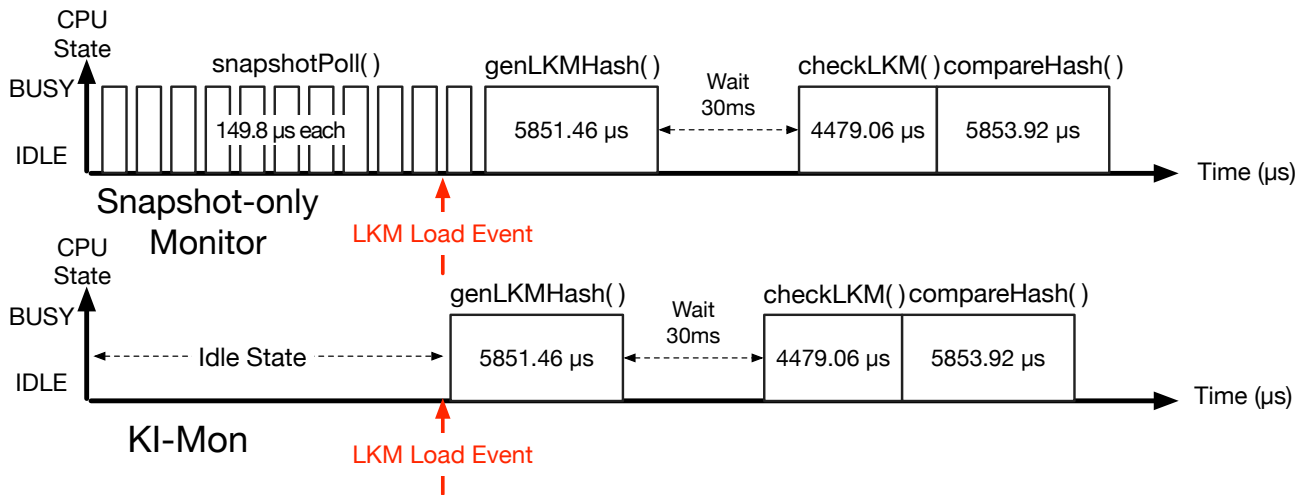 CPU
State
snapshotPoll( )
genLKMHash( )
Wait
30ms
checkLKM( )
compareHash( )
BUSY
149.8 µs each
5851.46 µs
4479.06 µs
5853.92 µs
IDLE
Time (µs)
Snapshot-only
Monitor
LKM Load Event
CPU
State
genLKMHash( )
Wait
30ms
checkLKM( )
compareHash( )
BUSY
Idle State
5851.46 µs
4479.06 µs
5853.92 µs
IDLE
Time (µs)
KI-Mon
LKM Load Event